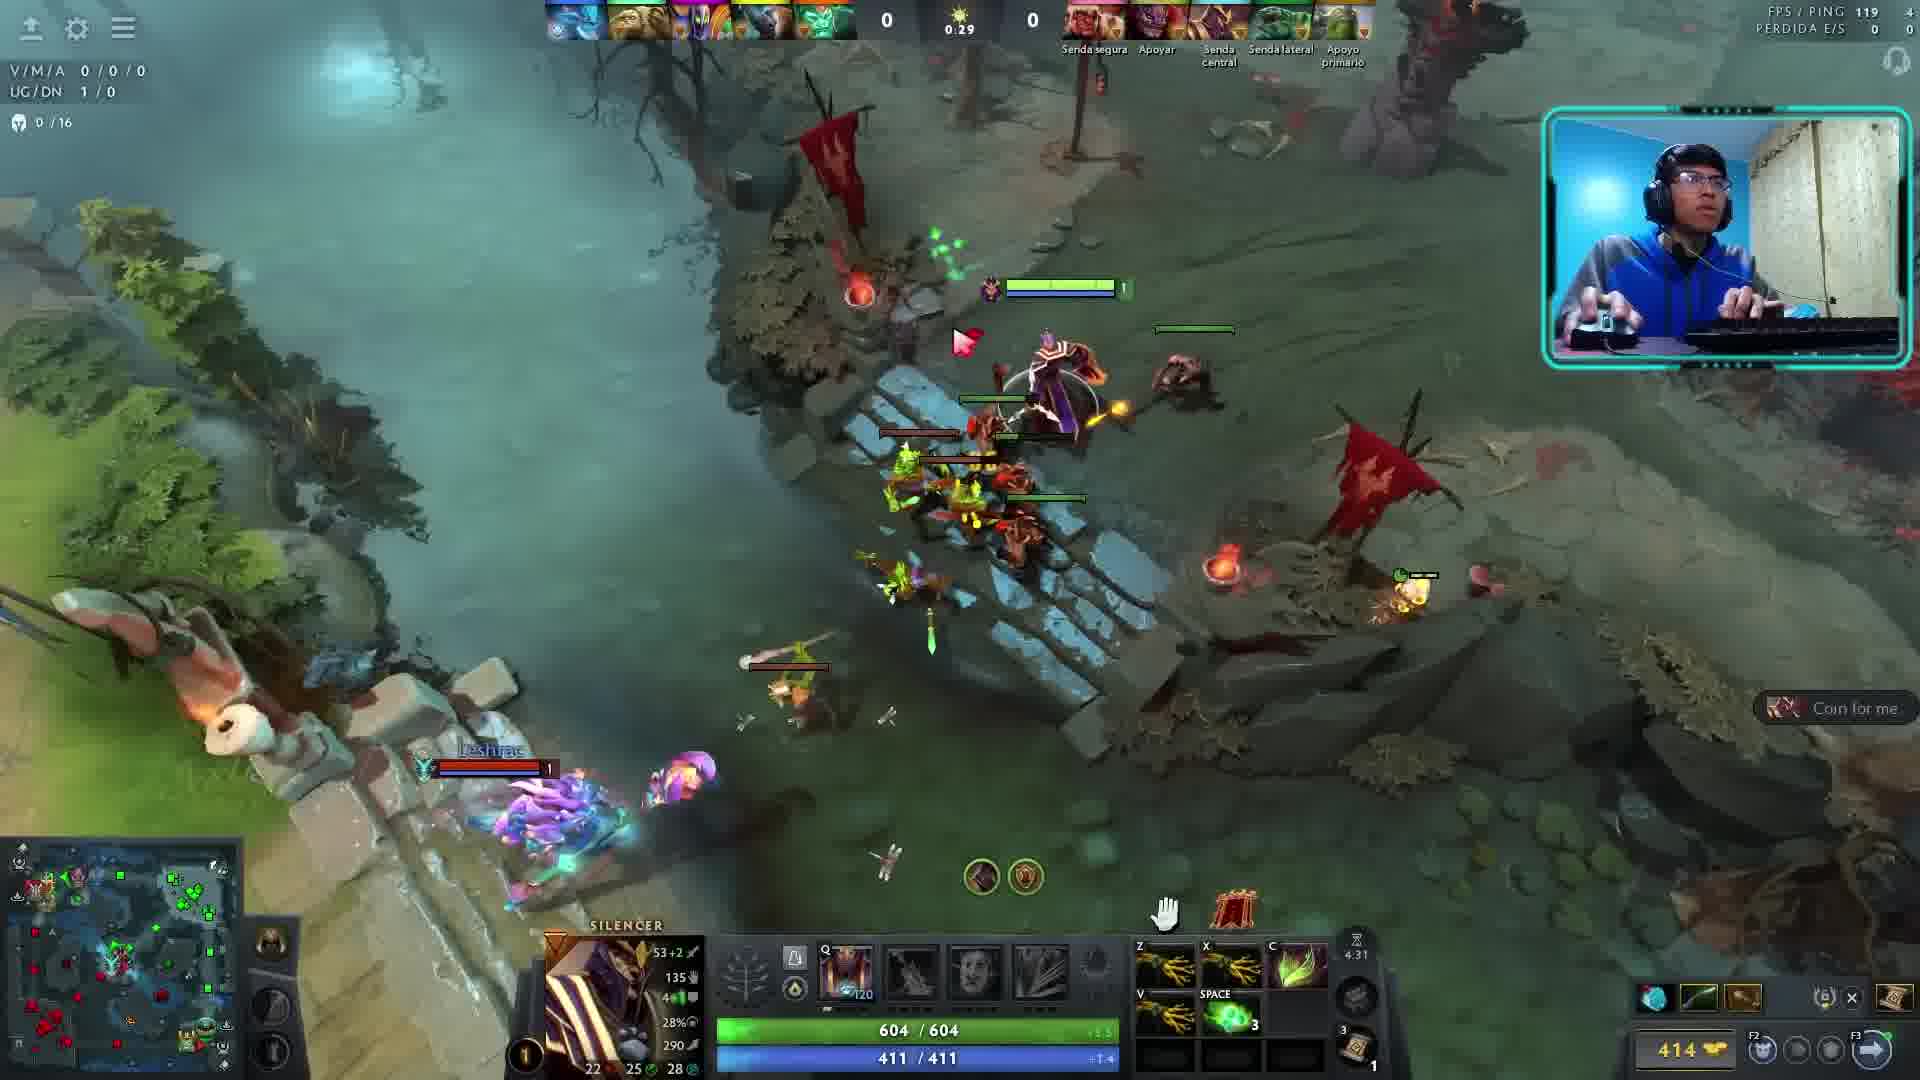 0
0:29
0
FPS / PING 119 4
PERDIDA E/S 0 0
Senda segura
Apoyar
Senda central
Senda lateral
Apoyo primario
V/M/A 0 / 0 / 0
UG/DN 1 / 0
0 /16
1
Leshrac
1
Coin for me
SILENCER
53 +2
135
4
28%
290
22
25
28
1
Q
120
604 / 604
411 / 411
Z
X
C
V
SPACE
3
4:31
3
1
414
F2
F3